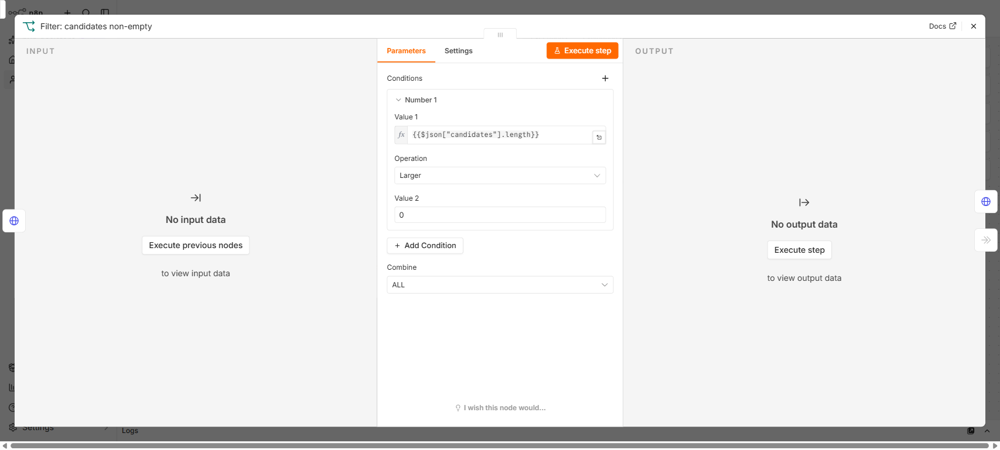 n8n
Filter: candidates non-empty
Docs
INPUT
No input data
Execute previous nodes
to view input data
Parameters
Settings
Execute step
Conditions
Number 1
Value 1
fx
{{$json["candidates"].length}}
Operation
Larger
Value 2
0
Add Condition
Combine
ALL
I wish this node would...
OUTPUT
No output data
Execute step
to view output data
Settings
Logs